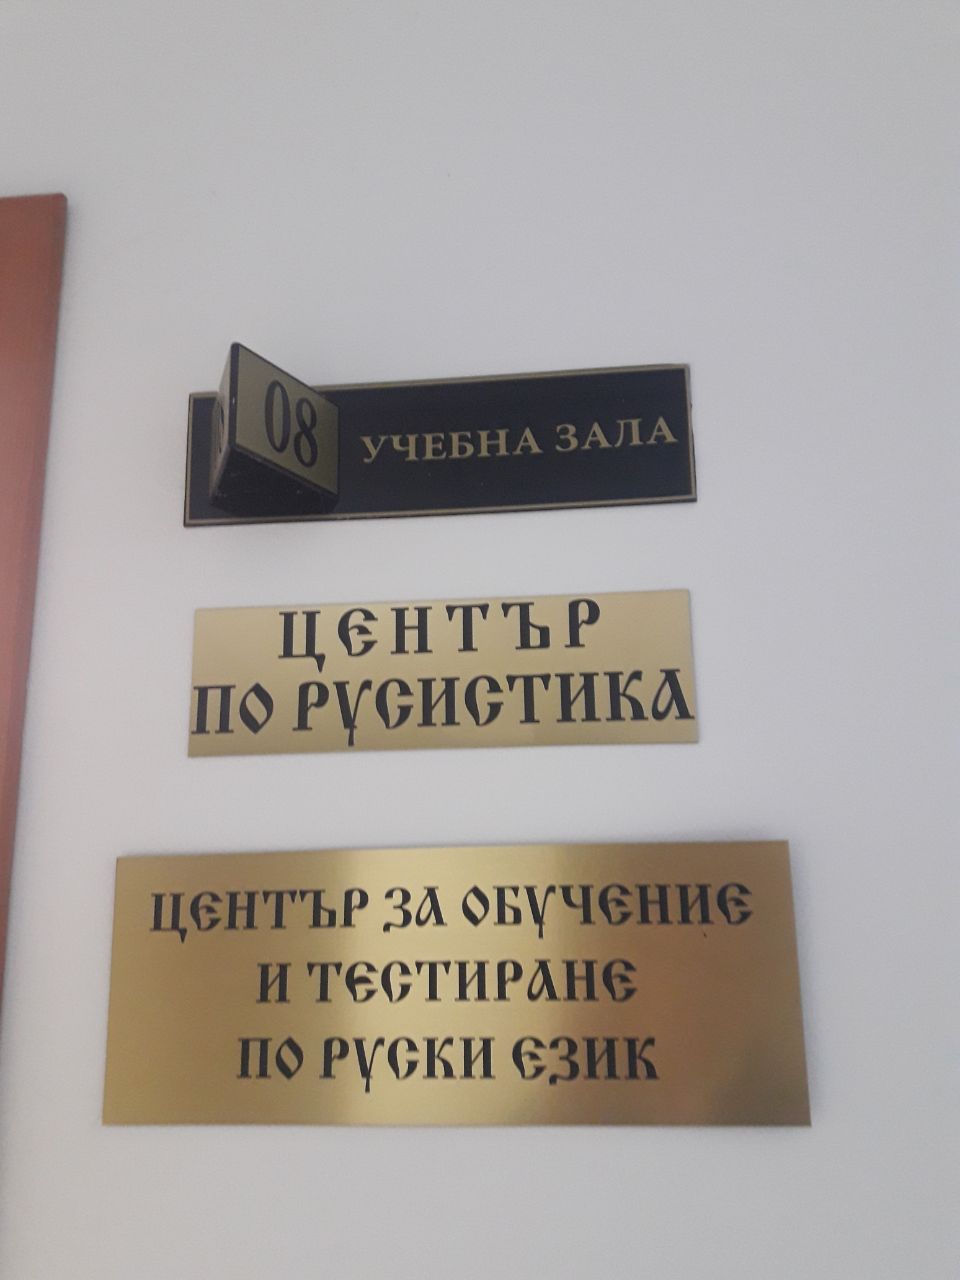 08
УЧЕБНА ЗАЛА
ЦЕНТЪР
ПО РУСИСТИКА
ЦЕНТЪР ЗА ОБУЧЕНИЕ
И ТЕСТИРАНЕ
ПО РУСКИ ЕЗИК